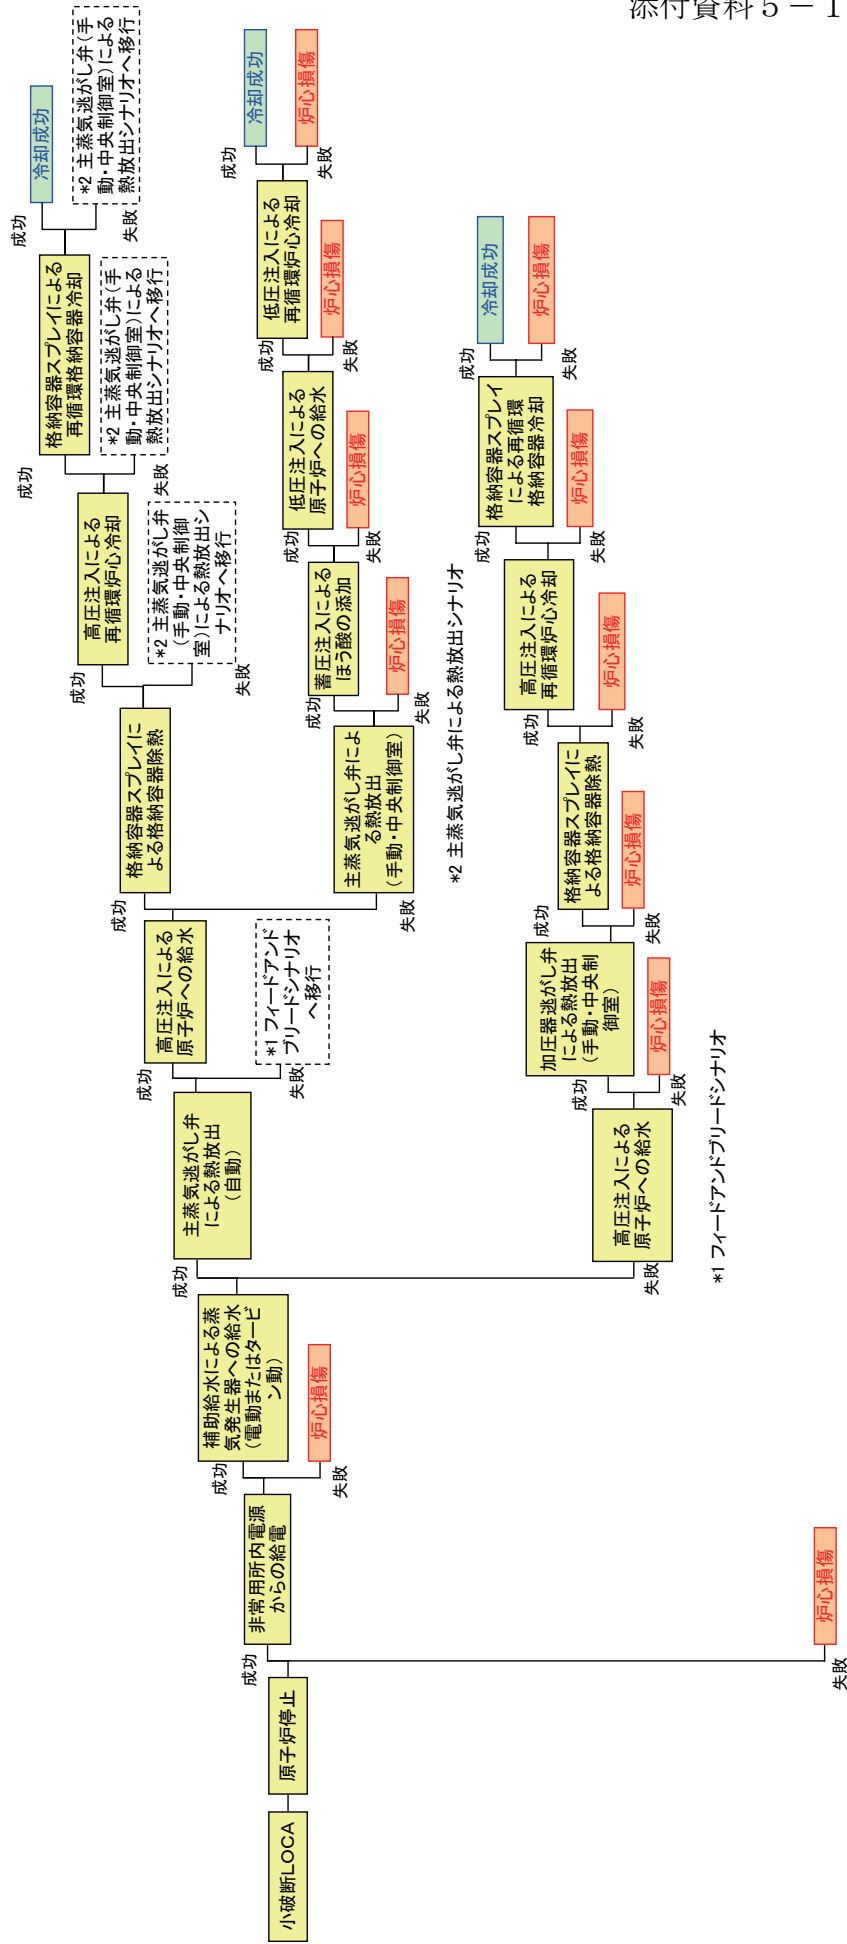 添付資料5-1
小破断LOCA
原子炉停止
成功
失敗
炉心損傷
非常用所内電源
からの給電
成功
失敗
炉心損傷
補助給水による蒸
気発生器への給水
(電動またはタービ
ン動)
成功
失敗
主蒸気逃がし弁
による熱放出
(自動)
成功
失敗
*1 フィードアンド
ブリードシナリオ
へ移行
高圧注入による
原子炉への給水
成功
失敗
格納容器スプレイに
よる格納容器除熱
成功
失敗
*2 主蒸気逃がし弁
(手動・中央制御
室)による熱放出シ
ナリオへ移行
高圧注入による
再循環炉心冷却
成功
失敗
*2 主蒸気逃がし弁(手
動・中央制御室)による
熱放出シナリオへ移行
格納容器スプレイによる
再循環格納容器冷却
成功
冷却成功
失敗
*2 主蒸気逃がし弁(手
動・中央制御室)による
熱放出シナリオへ移行
主蒸気逃がし弁によ
る熱放出
(手動・中央制御室)
成功
失敗
炉心損傷
蓄圧注入による
ほう酸の添加
成功
失敗
炉心損傷
低圧注入による
原子炉への給水
成功
失敗
炉心損傷
低圧注入による
再循環炉心冷却
成功
冷却成功
失敗
炉心損傷
*2 主蒸気逃がし弁による熱放出シナリオ
高圧注入による
原子炉への給水
成功
失敗
炉心損傷
加圧器逃がし弁
による熱放出
(手動・中央制
御室)
成功
失敗
炉心損傷
格納容器スプレイに
よる格納容器除熱
成功
失敗
炉心損傷
高圧注入による
再循環炉心冷却
成功
失敗
炉心損傷
格納容器スプレイ
による再循環
格納容器冷却
成功
冷却成功
失敗
炉心損傷
*1 フィードアンドブリードシナリオ